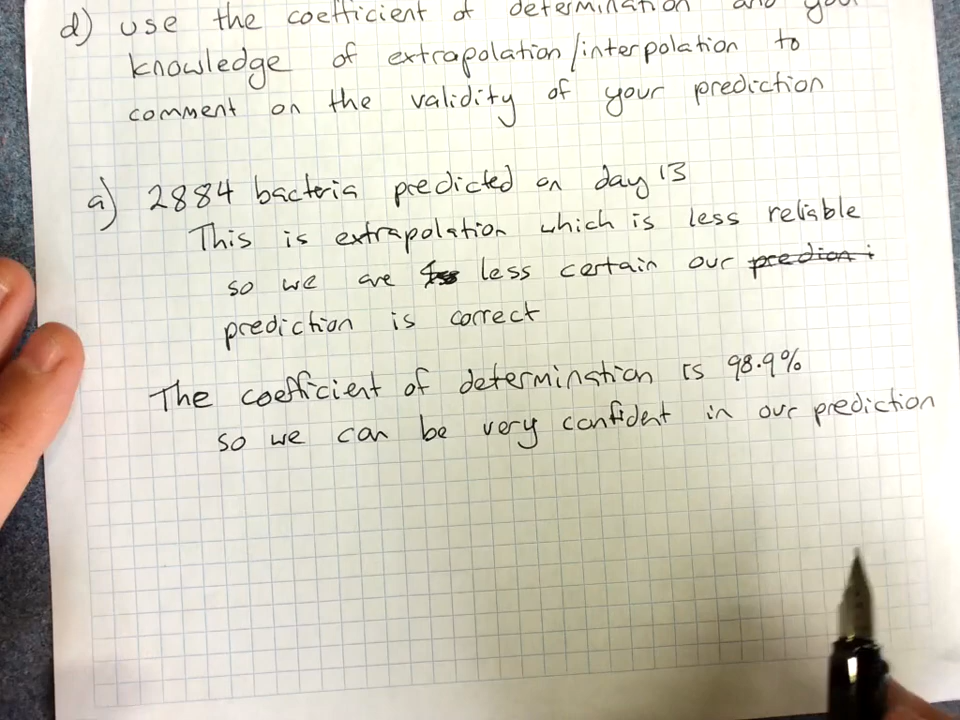 d) use the coefficient of determination and your
knowledge of extrapolation/interpolation to
comment on the validity of your prediction
a) 2884 bacteria predicted on day 13
This is extrapolation which is less reliable
so we are less certain our predion i
prediction is correct
The coefficient of determination is 98.9%
so we can be very confident in our prediction